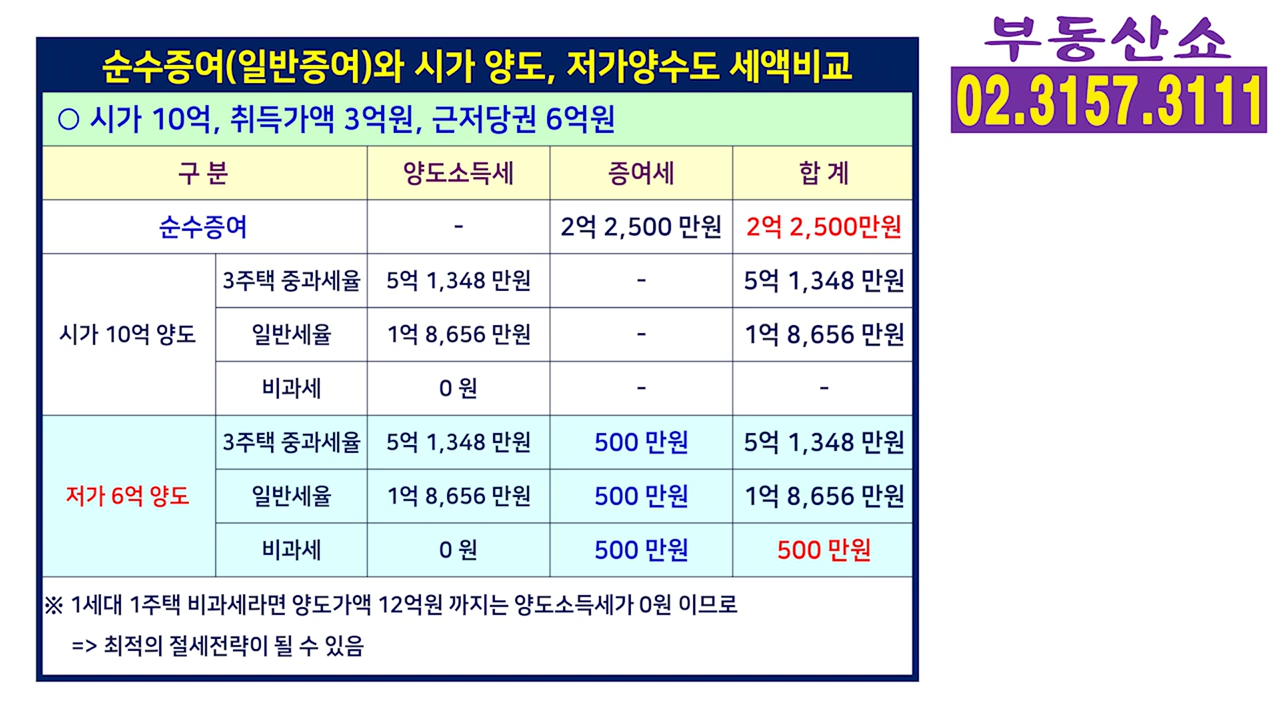 부동산쇼
02.3157.3111
순수증여(일반증여)와 시가 양도, 저가양수도 세액비교
○ 시가 10억, 취득가액 3억원, 근저당권 6억원
구 분 양도소득세 증여세 합 계
순수증여 - 2억 2,500 만원 2억 2,500만원
시가 10억 양도
3주택 중과세율 5억 1,348 만원 - 5억 1,348 만원
일반세율 1억 8,656 만원 - 1억 8,656 만원
비과세 0 원 - -
저가 6억 양도
3주택 중과세율 5억 1,348 만원 500 만원 5억 1,348 만원
일반세율 1억 8,656 만원 500 만원 1억 8,656 만원
비과세 0 원 500 만원 500 만원
※ 1세대 1주택 비과세라면 양도가액 12억원 까지는 양도소득세가 0원 이므로
=> 최적의 절세전략이 될 수 있음